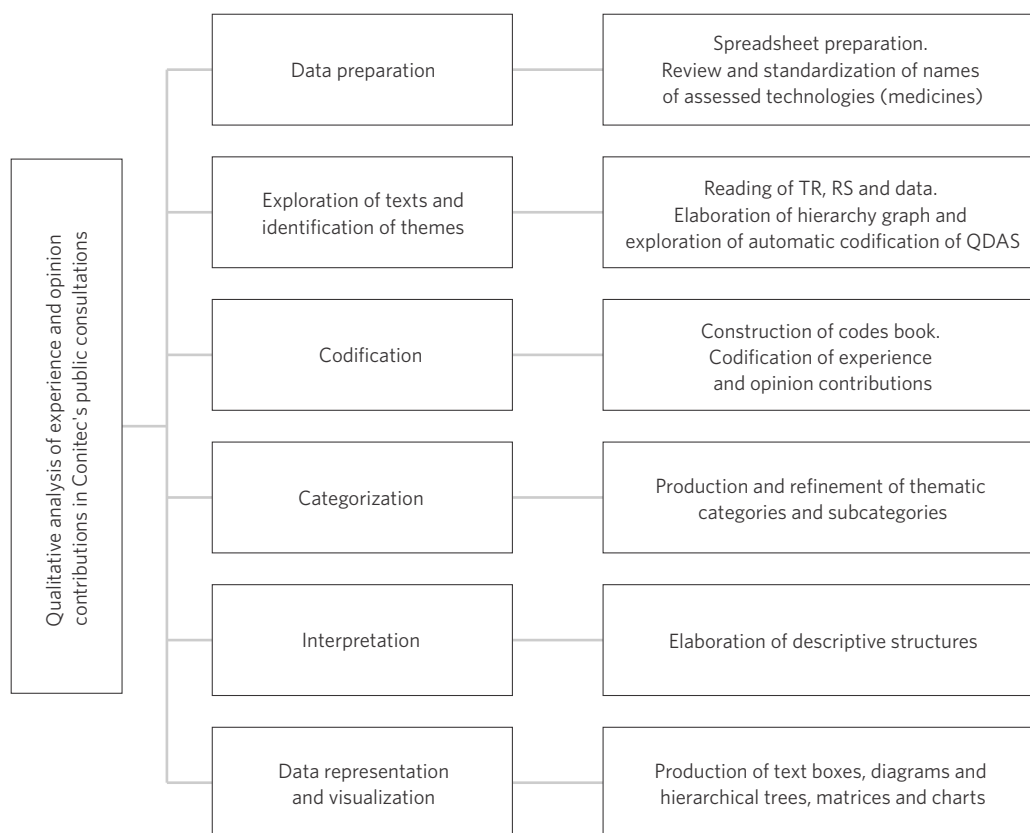 Qualitative analysis of experience and opinion
contributions in Conitec's public consultations
Data preparation
Spreadsheet preparation.
Review and standardization of names
of assessed technologies (medicines)
Exploration of texts and
identification of themes
Reading of TR, RS and data.
Elaboration of hierarchy graph and
exploration of automatic codification of QDAS
Codification
Construction of codes book.
Codification of experience
and opinion contributions
Categorization
Production and refinement of thematic
categories and subcategories
Interpretation
Elaboration of descriptive structures
Data representation
and visualization
Production of text boxes, diagrams and
hierarchical trees, matrices and charts